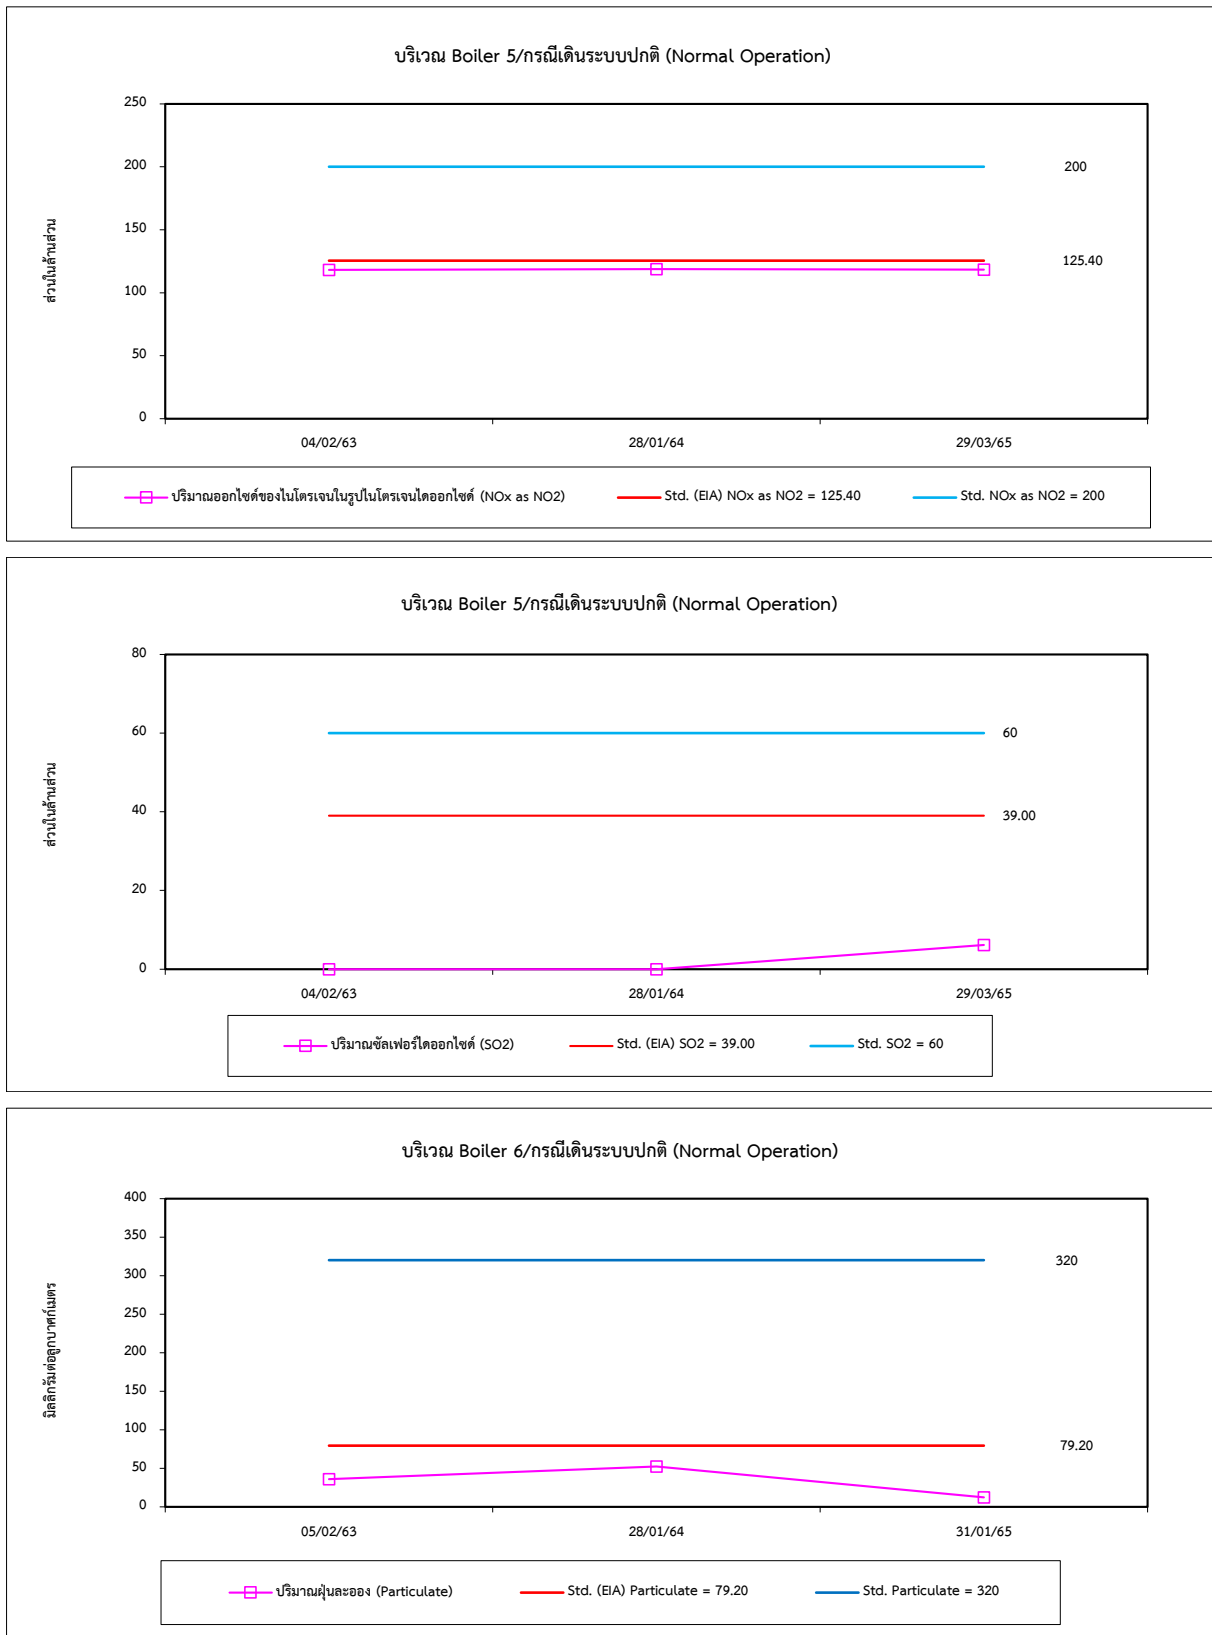 บริเวณ Boiler 5/กรณีเดินระบบปกติ (Normal Operation)
250
200
150
100
50
0
ส่วนในล้านส่วน
200
125.40
04/02/63 28/01/64 29/03/65
ปริมาณออกไซด์ของไนโตรเจนในรูปไนโตรเจนไดออกไซด์ (NOx as NO2) Std. (EIA) NOx as NO2 = 125.40 Std. NOx as NO2 = 200
บริเวณ Boiler 5/กรณีเดินระบบปกติ (Normal Operation)
80
60
40
20
0
ส่วนในล้านส่วน
60
39.00
04/02/63 28/01/64 29/03/65
ปริมาณซัลเฟอร์ไดออกไซด์ (SO2) Std. (EIA) SO2 = 39.00 Std. SO2 = 60
บริเวณ Boiler 6/กรณีเดินระบบปกติ (Normal Operation)
400
350
300
250
200
150
100
50
0
มิลลิกรัมต่อลูกบาศก์เมตร
320
79.20
05/02/63 28/01/64 31/01/65
ปริมาณฝุ่นละออง (Particulate) Std. (EIA) Particulate = 79.20 Std. Particulate = 320